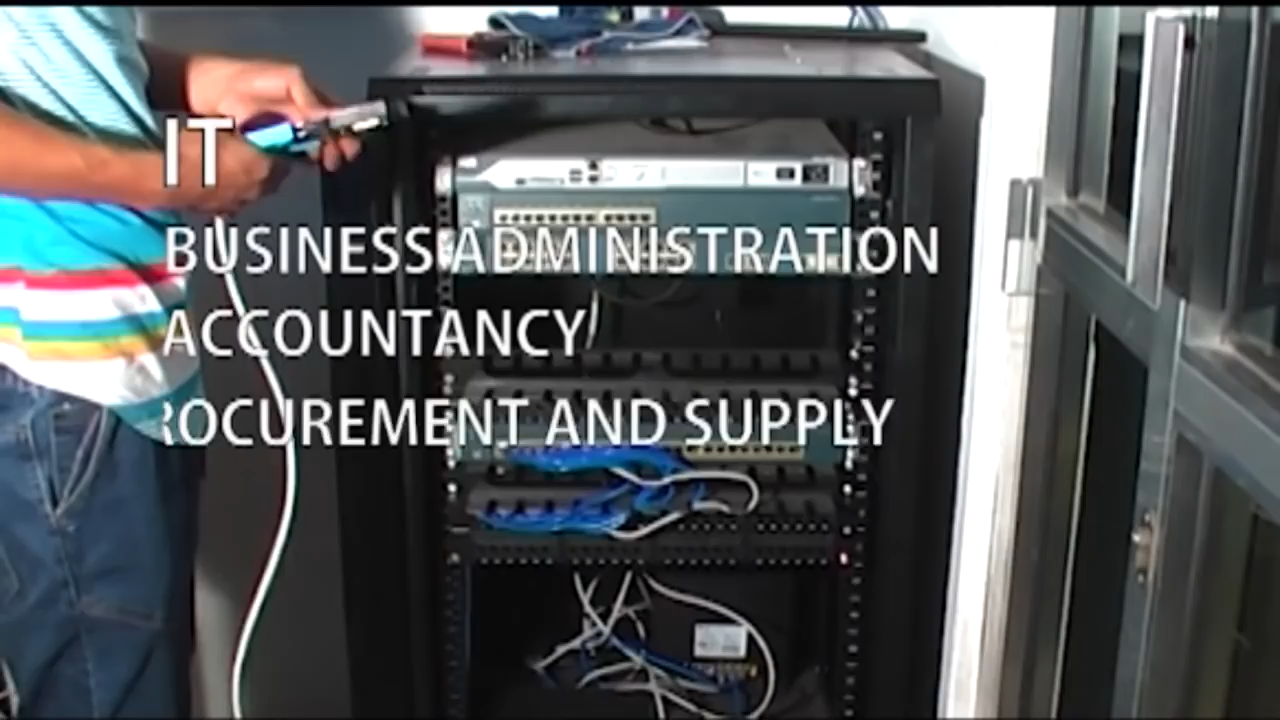 IT
BUSINESS ADMINISTRATION
ACCOUNTANCY
ROCUREMENT AND SUPPLY